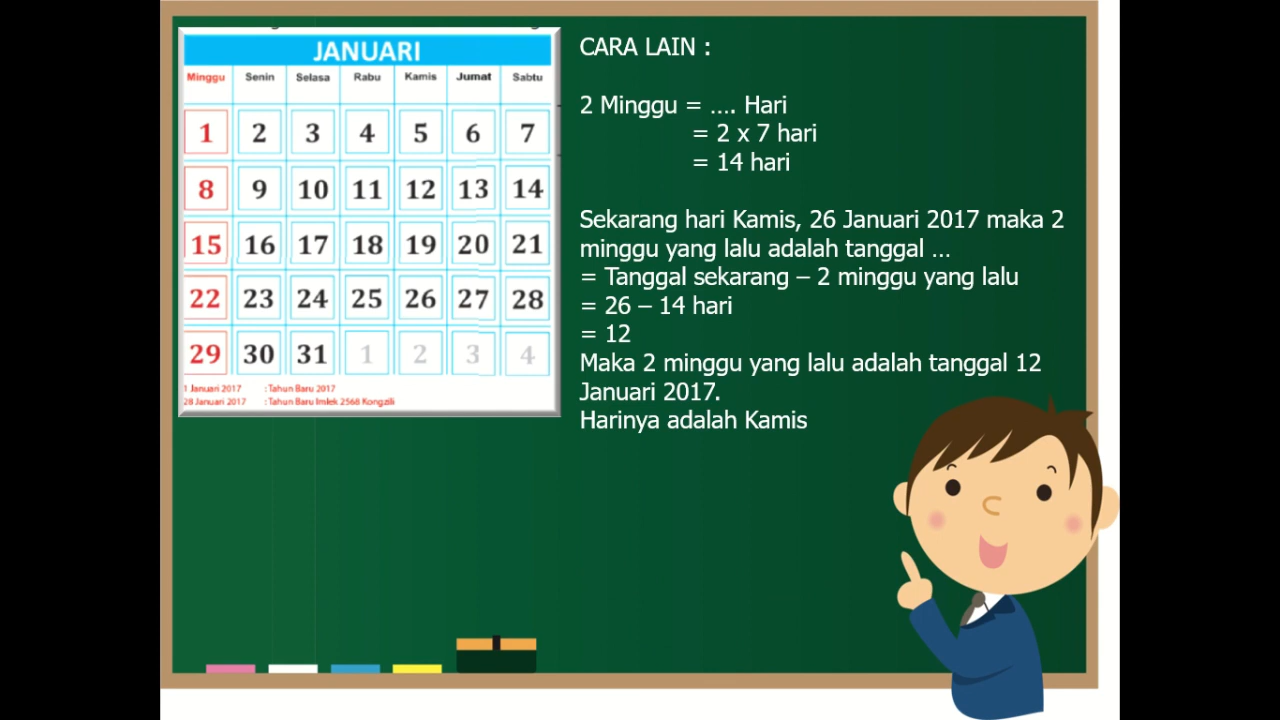 JANUARI
Minggu Senin Selasa Rabu Kamis Jumat Sabtu
1 2 3 4 5 6 7
8 9 10 11 12 13 14
15 16 17 18 19 20 21
22 23 24 25 26 27 28
29 30 31 1 2 3 4
1 Januari 2017 : Tahun Baru 2017
28 Januari 2017 : Tahun Baru Imlek 2568 Kongzili
CARA LAIN :
2 Minggu = .... Hari
= 2 x 7 hari
= 14 hari
Sekarang hari Kamis, 26 Januari 2017 maka 2
minggu yang lalu adalah tanggal ...
= Tanggal sekarang – 2 minggu yang lalu
= 26 – 14 hari
= 12
Maka 2 minggu yang lalu adalah tanggal 12
Januari 2017.
Harinya adalah Kamis